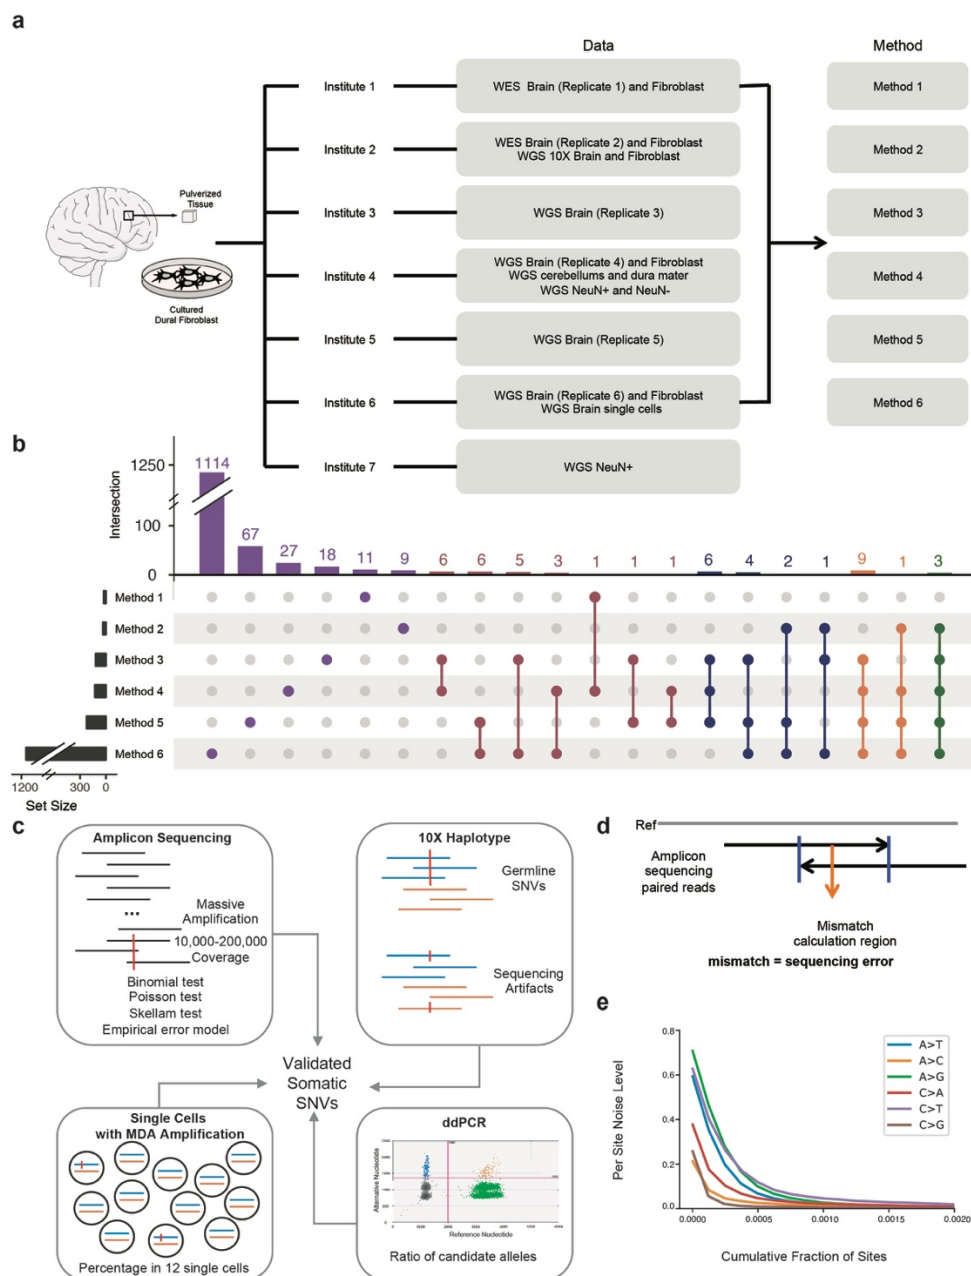 a
Data
Method
Institute 1
WES Brain (Replicate 1) and Fibroblast
Method 1
Institute 2
WES Brain (Replicate 2) and Fibroblast
WGS 10X Brain and Fibroblast
Method 2
Pulverized
Tissue
Institute 3
WGS Brain (Replicate 3)
Method 3
Cultured
Dural Fibroblast
Institute 4
WGS Brain (Replicate 4) and Fibroblast
WGS cerebellums and dura mater
WGS NeuN+ and NeuN-
Method 4
Institute 5
WGS Brain (Replicate 5)
Method 5
Institute 6
WGS Brain (Replicate 6) and Fibroblast
WGS Brain single cells
Method 6
Institute 7
WGS NeuN+
b
Intersection
1250
100
0
1114
67
27
18
11
9
6
6
5
3
1
1
1
6
4
2
1
9
1
3
Method 1
Method 2
Method 3
Method 4
Method 5
Method 6
1200
300
0
Set Size
c
Amplicon Sequencing
...
Massive
Amplification
10,000-200,000
Coverage
Binomial test
Poisson test
Skellam test
Empirical error model
10X Haplotype
Germline
SNVs
Sequencing
Artifacts
Validated
Somatic
SNVs
Single Cells
with MDA Amplification
Percentage in 12 single cells
ddPCR
Alternative Nucleotide
Reference Nucleotide
Ratio of candidate alleles
d
Ref
Amplicon
sequencing
paired reads
Mismatch
calculation region
mismatch = sequencing error
e
Per Site Noise Level
0.8
0.6
0.4
0.2
0.0
A>T
A>C
A>G
C>A
C>T
C>G
0.0000
0.0005
0.0010
0.0015
0.0020
Cumulative Fraction of Sites